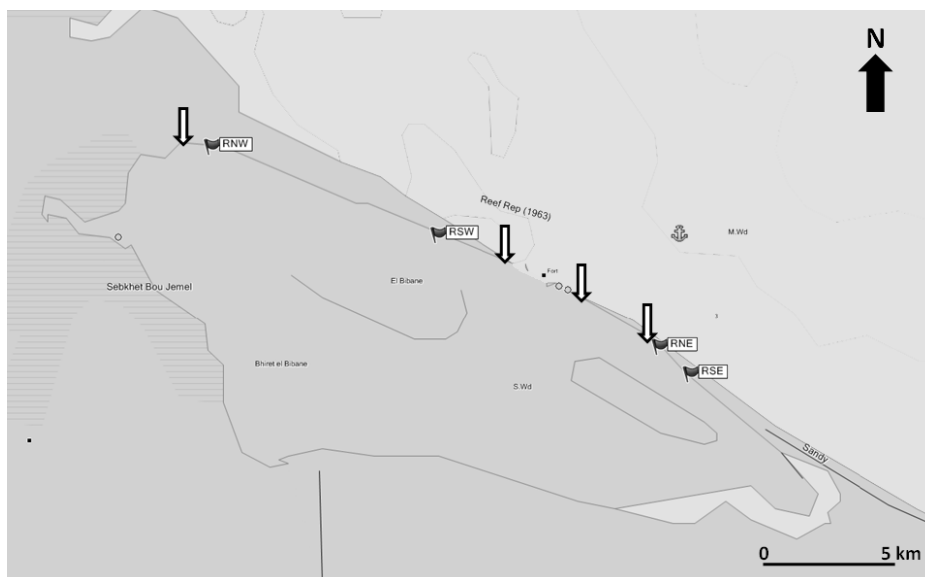 N
RNW
Reef Rep (1963)
RSW
M.Wd
Fort
El Bibane
Sebkhet Bou Jemel
3
RNE
Bhiret el Bibane
RSE
S.Wd
Sandy
0 5 km